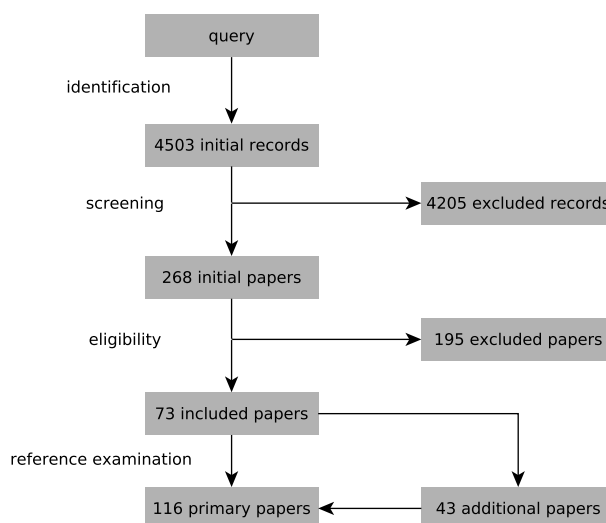 query
identification
4503 initial records
screening
4205 excluded records
268 initial papers
eligibility
195 excluded papers
73 included papers
reference examination
116 primary papers
43 additional papers